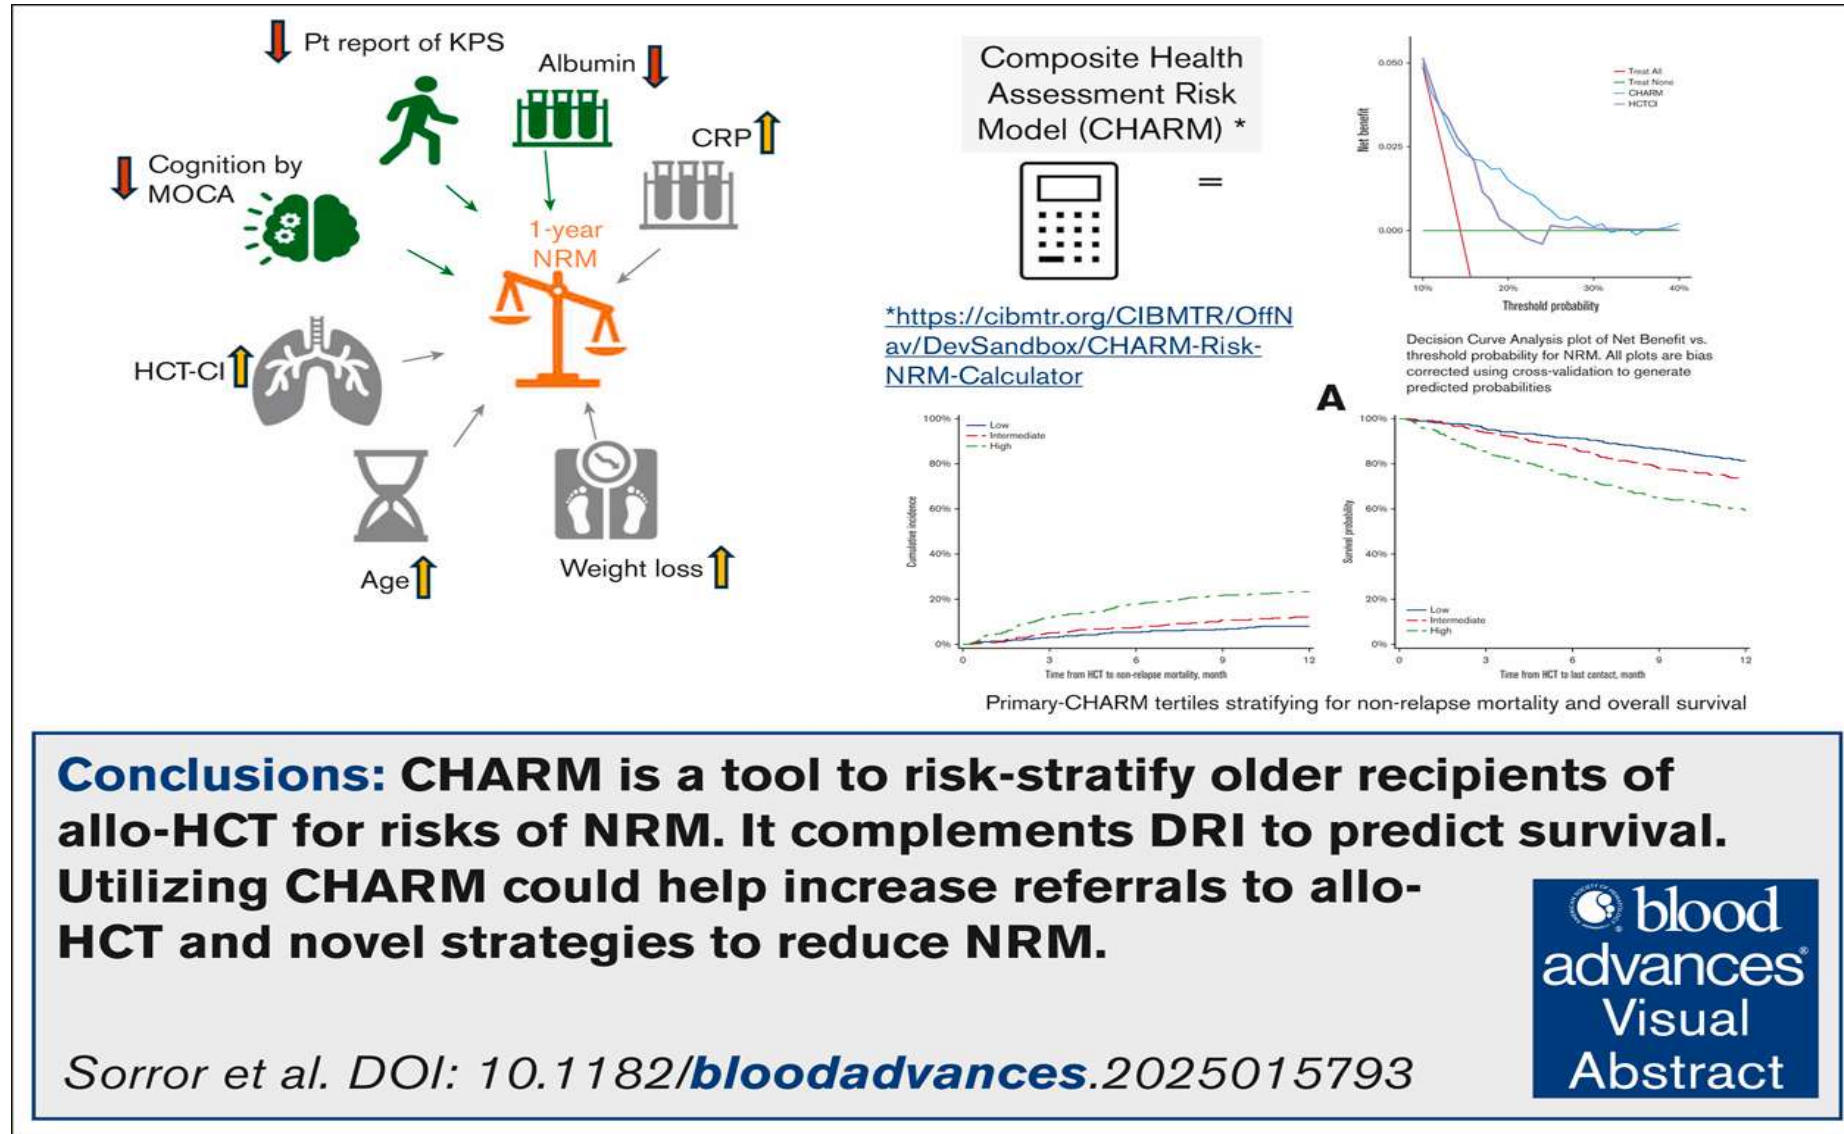 Pt report of KPS
Albumin
CRP
Cognition by
MOCA
1-year
NRM
HCT-CI
Age
Weight loss
Composite Health
Assessment Risk
Model (CHARM) *
=
*https://cibmtr.org/CIBMTR/OffN
av/DevSandbox/CHARM-Risk-
NRM-Calculator
Net benefit
0.050
0.025
0.000
Treat All
Treat None
CHARM
HCTCI
10%
20%
30%
40%
Threshold probability
Decision Curve Analysis plot of Net Benefit vs.
threshold probability for NRM. All plots are bias
corrected using cross-validation to generate
predicted probabilities
Cumulative incidence
100%
80%
60%
40%
20%
0%
Low
Intermediate
High
0
3
6
9
12
Time from HCT to non-relapse mortality, month
A
Survival probability
100%
80%
60%
40%
20%
0%
Low
Intermediate
High
0
3
6
9
12
Time from HCT to last contact, month
Primary-CHARM tertiles stratifying for non-relapse mortality and overall survival
Conclusions: CHARM is a tool to risk-stratify older recipients of
allo-HCT for risks of NRM. It complements DRI to predict survival.
Utilizing CHARM could help increase referrals to allo-
HCT and novel strategies to reduce NRM.
Sorror et al. DOI: 10.1182/bloodadvances.2025015793
blood
advances®
Visual
Abstract